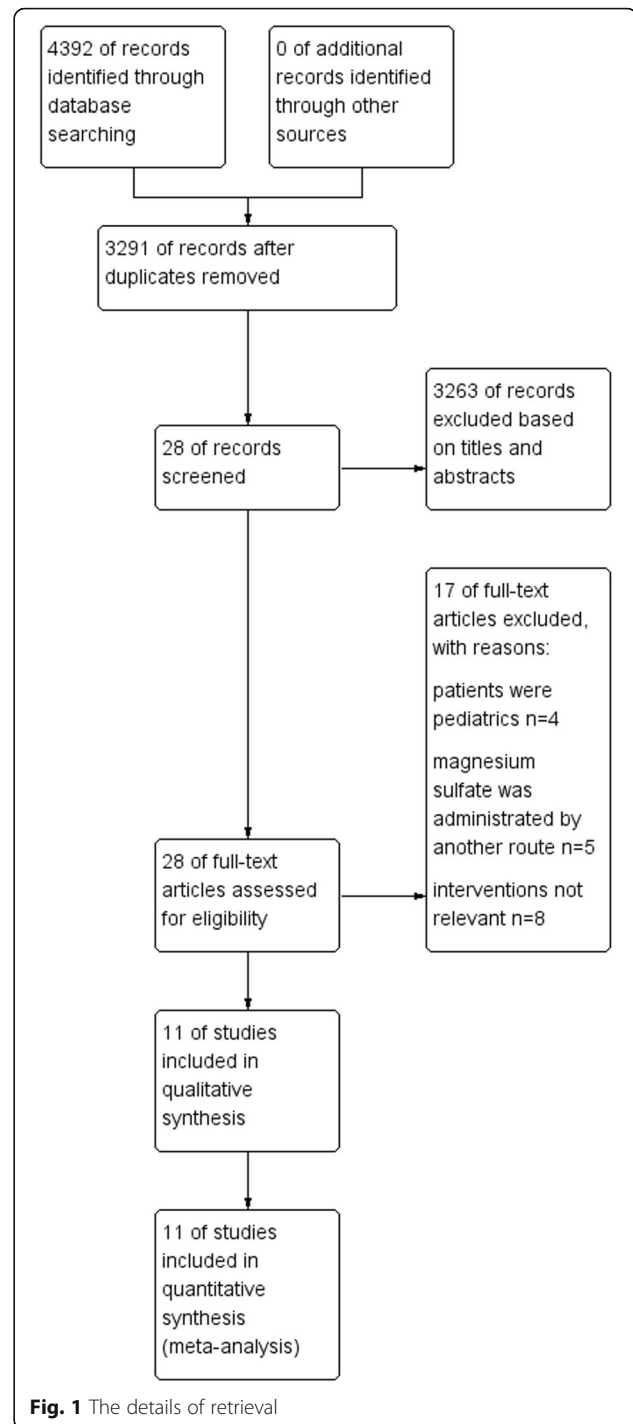 4392 of records
identified through
database
searching
0 of additional
records identified
through other
sources
3291 of records after
duplicates removed
3263 of records
excluded based
on titles and
abstracts
28 of records
screened
17 of full-text
articles excluded,
with reasons:
patients were
pediatrics n=4
magnesium
sulfate was
administrated by
another route n=5
interventions not
relevant n=8
28 of full-text
articles assessed
for eligibility
11 of studies
included in
qualitative
synthesis
11 of studies
included in
quantitative
synthesis
(meta-analysis)
Fig. 1 The details of retrieval